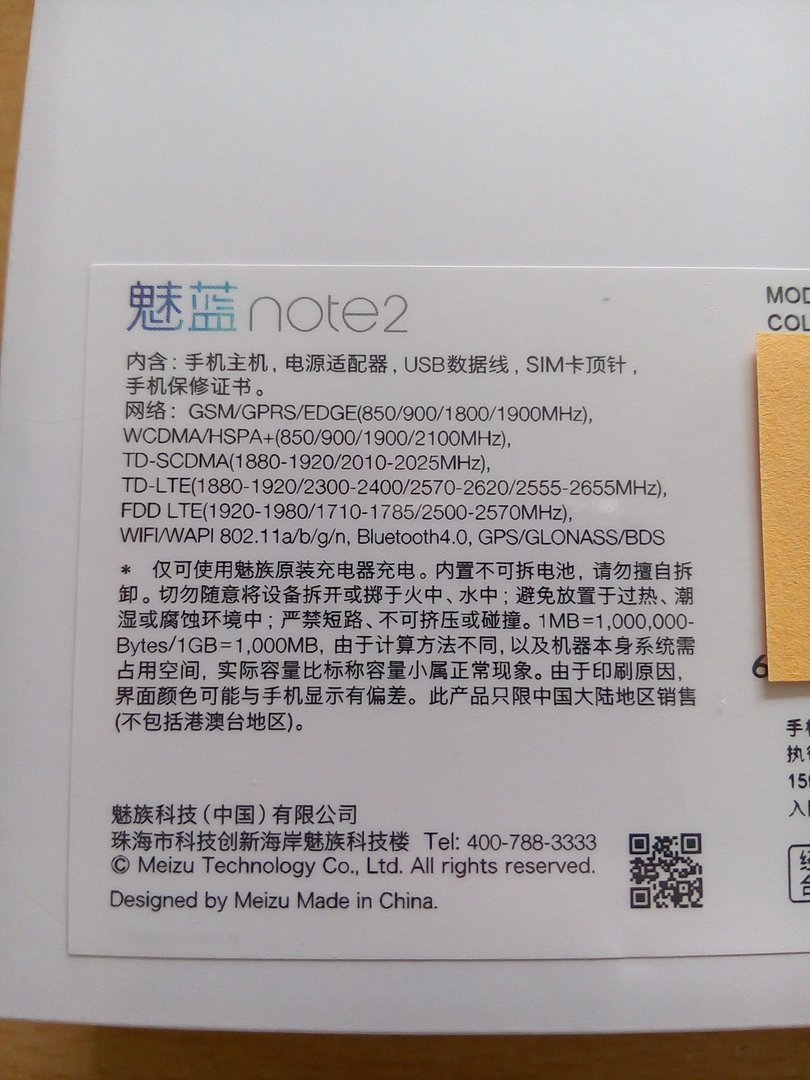 魅蓝 note2
内含：手机主机，电源适配器，USB数据线，SIM卡顶针，
手机保修证书。
网络：GSM/GPRS/EDGE(850/900/1800/1900MHz),
WCDMA/HSPA+(850/900/1900/2100MHz),
TD-SCDMA(1880-1920/2010-2025MHz),
TD-LTE(1880-1920/2300-2400/2570-2620/2555-2655MHz),
FDD LTE(1920-1980/1710-1785/2500-2570MHz),
WIFI/WAPI 802.11a/b/g/n, Bluetooth4.0, GPS/GLONASS/BDS
* 仅可使用魅族原装充电器充电。内置不可拆电池，请勿擅自拆
卸。切勿随意将设备拆开或掷于火中、水中；避免放置于过热、潮
湿或腐蚀环境中；严禁短路、不可挤压或碰撞。1MB=1,000,000-
Bytes/1GB=1,000MB，由于计算方法不同，以及机器本身系统需
占用空间，实际容量比标称容量小属正常现象。由于印刷原因，
界面颜色可能与手机显示有偏差。此产品只限中国大陆地区销售
(不包括港澳台地区)。
魅族科技（中国）有限公司
珠海市科技创新海岸魅族科技楼 Tel: 400-788-3333
© Meizu Technology Co., Ltd. All rights reserved.
Designed by Meizu Made in China.
MOD
COL
6
手
执
15
入